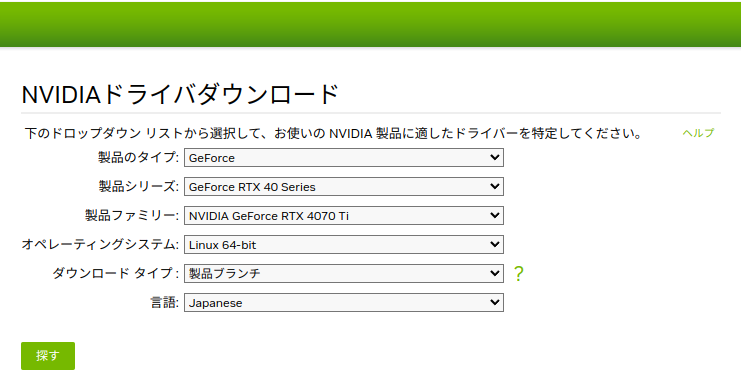 NVIDIAドライバダウンロード
下のドロップダウン リストから選択して、お使いの NVIDIA 製品に適したドライバーを特定してください。 ヘルプ
製品のタイプ: GeForce
製品シリーズ: GeForce RTX 40 Series
製品ファミリー: NVIDIA GeForce RTX 4070 Ti
オペレーティングシステム: Linux 64-bit
ダウンロード タイプ : 製品ブランチ ?
言語: Japanese
探す